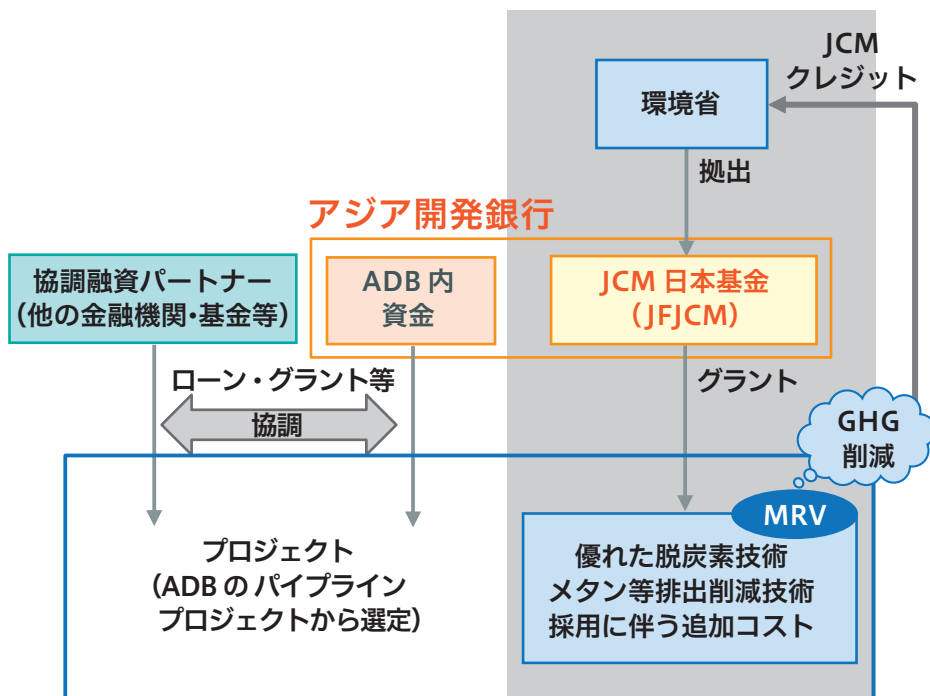 JCM
クレジット
環境省
拠出
アジア開発銀行
協調融資パートナー
（他の金融機関・基金等）
ADB 内
資金
JCM 日本基金
（JFJCM）
ローン・グラント等
グラント
協調
GHG
削減
MRV
プロジェクト
（ADB のパイプライン
プロジェクトから選定）
優れた脱炭素技術
メタン等排出削減技術
採用に伴う追加コスト